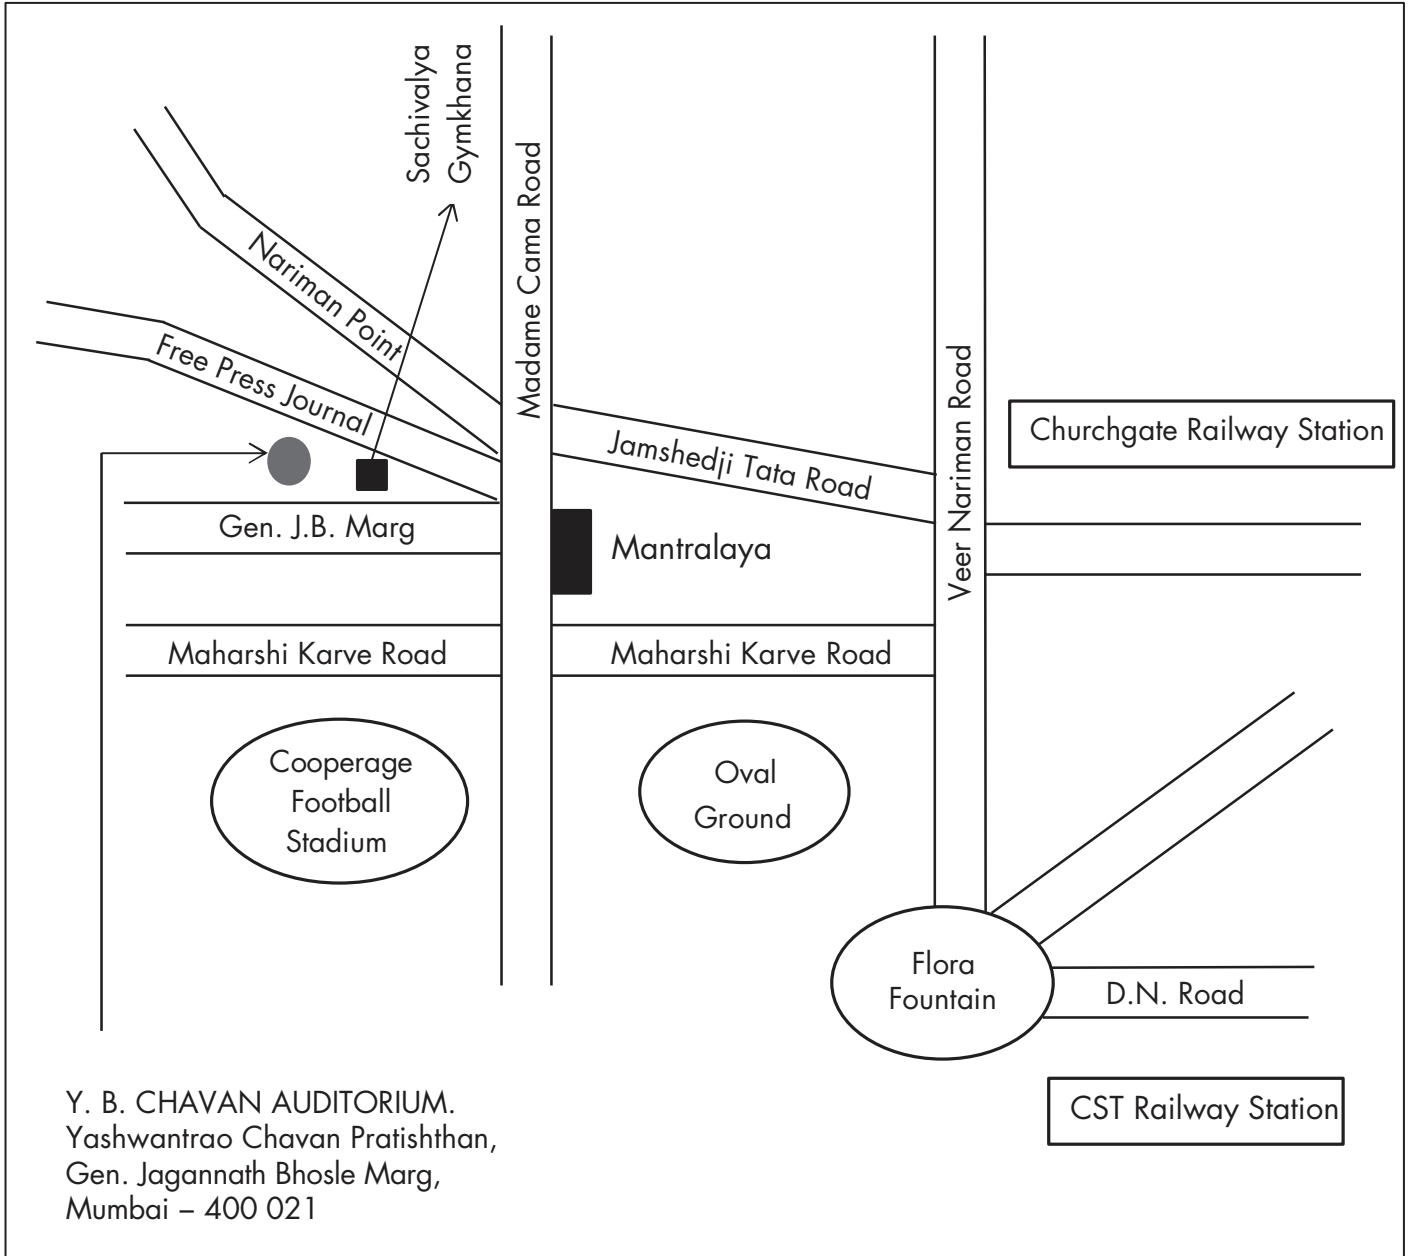 Sachivalya
Gymkhana
Madame Cama Road
Nariman Point
Free Press Journal
Veer Nariman Road
Churchgate Railway Station
Jamshedji Tata Road
Gen. J.B. Marg
Mantralaya
Maharshi Karve Road
Maharshi Karve Road
Cooperage
Football
Stadium
Oval
Ground
Flora
Fountain
D.N. Road
CST Railway Station
Y. B. CHAVAN AUDITORIUM.
Yashwantrao Chavan Pratishthan,
Gen. Jagannath Bhosle Marg,
Mumbai – 400 021